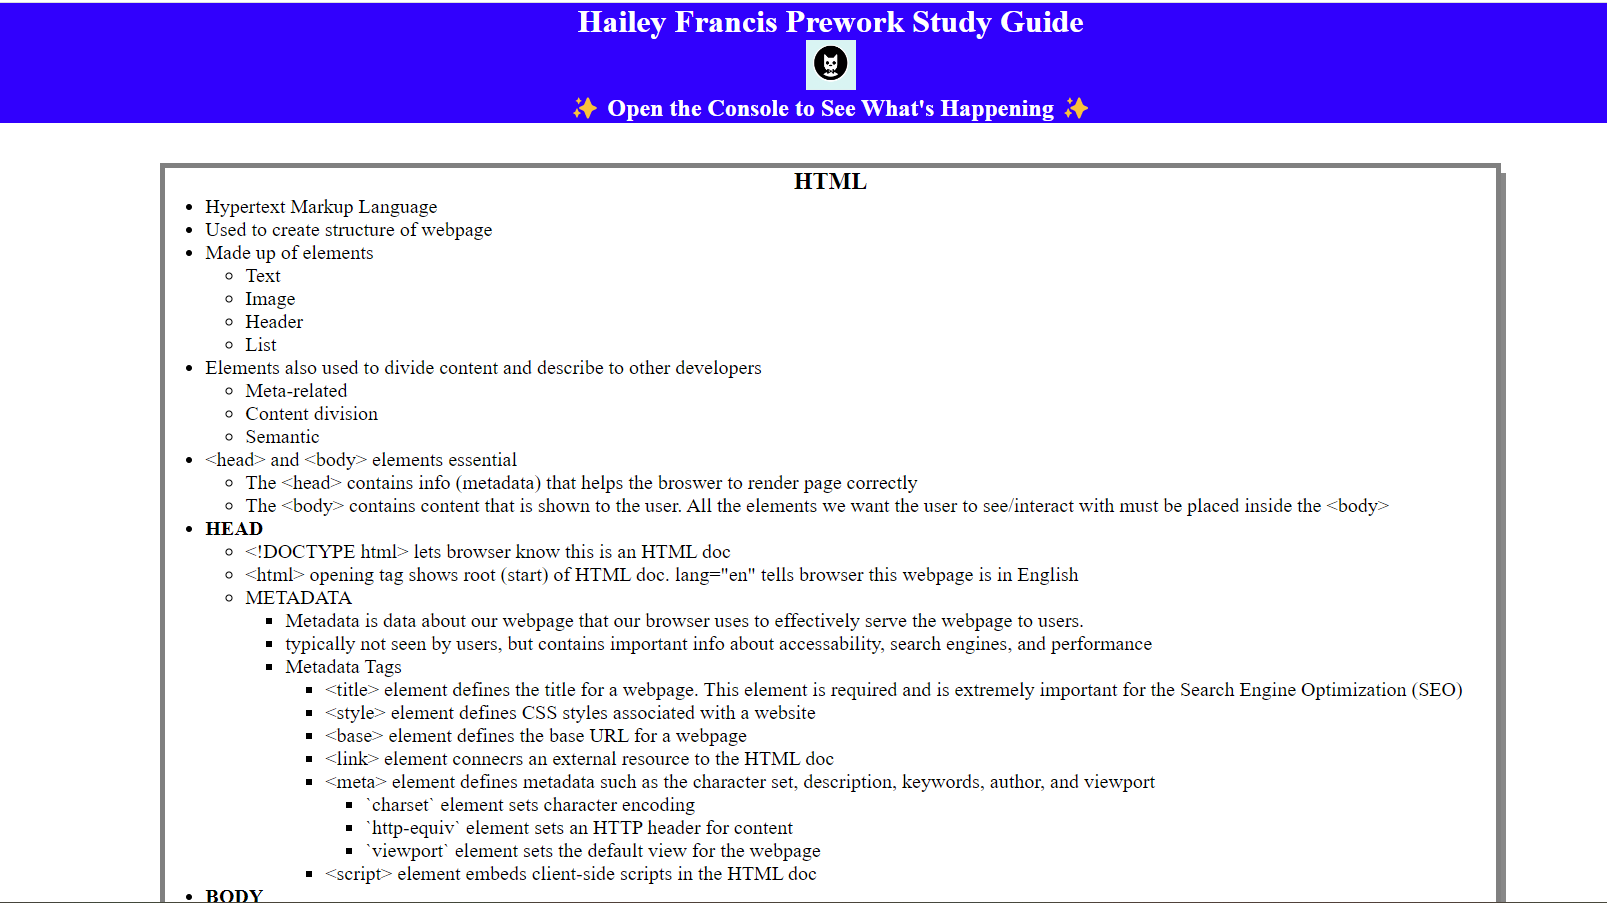 Hailey Francis Prework Study Guide
✨ Open the Console to See What's Happening ✨
HTML
Hypertext Markup Language
Used to create structure of webpage
Made up of elements
Text
Image
Header
List
Elements also used to divide content and describe to other developers
Meta-related
Content division
Semantic
<head> and <body> elements essential
The <head> contains info (metadata) that helps the broswer to render page correctly
The <body> contains content that is shown to the user. All the elements we want the user to see/interact with must be placed inside the <body>
HEAD
<!DOCTYPE html> lets browser know this is an HTML doc
<html> opening tag shows root (start) of HTML doc. lang="en" tells browser this webpage is in English
METADATA
Metadata is data about our webpage that our browser uses to effectively serve the webpage to users.
typically not seen by users, but contains important info about accessability, search engines, and performance
Metadata Tags
<title> element defines the title for a webpage. This element is required and is extremely important for the Search Engine Optimization (SEO)
<style> element defines CSS styles associated with a website
<base> element defines the base URL for a webpage
<link> element connecrs an external resource to the HTML doc
<meta> element defines metadata such as the character set, description, keywords, author, and viewport
`charset` element sets character encoding
`http-equiv` element sets an HTTP header for content
`viewport` element sets the default view for the webpage
<script> element embeds client-side scripts in the HTML doc
BODY